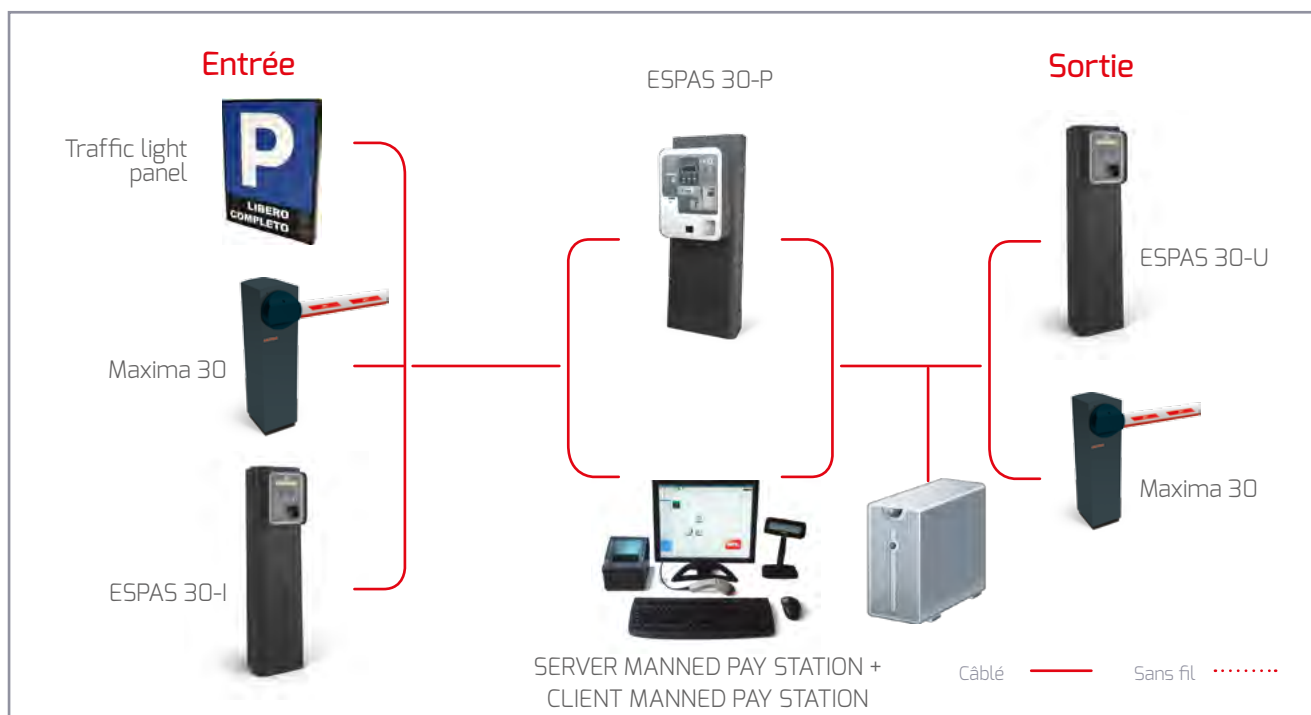 Entrée
Traffic light
panel
P
LIBERO
COMPLETO
Maxima 30
ESPAS 30-I
ESPAS 30-P
SERVER MANNED PAY STATION +
CLIENT MANNED PAY STATION
Sortie
ESPAS 30-U
Maxima 30
Câblé
Sans fil